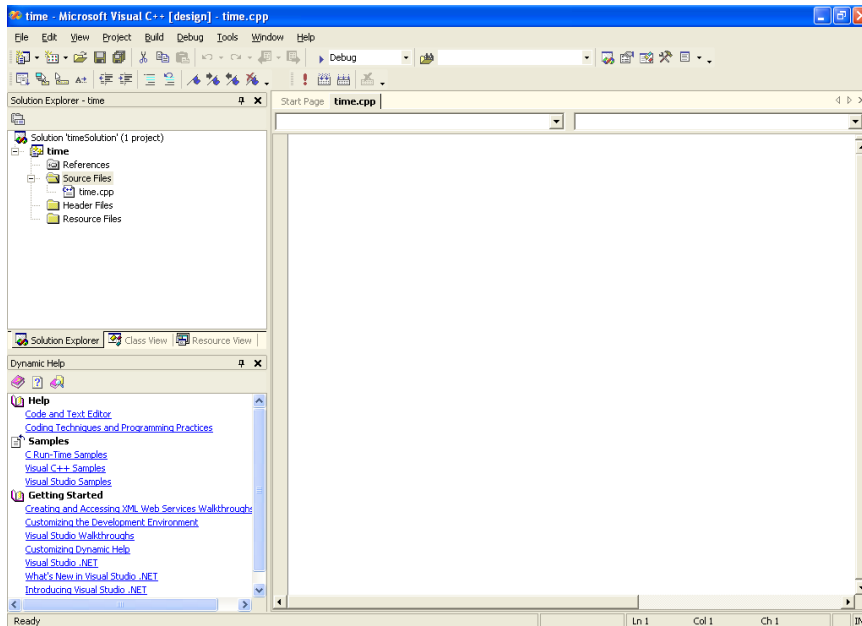 time - Microsoft Visual C++ [design] - time.cpp
File Edit View Project Build Debug Tools Window Help
Debug
Solution Explorer - time
Start Page time.cpp
Solution 'timeSolution' (1 project)
time
References
Source Files
time.cpp
Header Files
Resource Files
Solution Explorer Class View Resource View
Dynamic Help
Help
Code and Text Editor
Coding Techniques and Programming Practices
Samples
C Run-Time Samples
Visual C++ Samples
Visual Studio Samples
Getting Started
Creating and Accessing XML Web Services Walkthroughs
Customizing the Development Environment
Visual Studio Walkthroughs
Customizing Dynamic Help
Visual Studio .NET
What's New in Visual Studio .NET
Introducing Visual Studio .NET
Ready Ln 1 Col 1 Ch 1